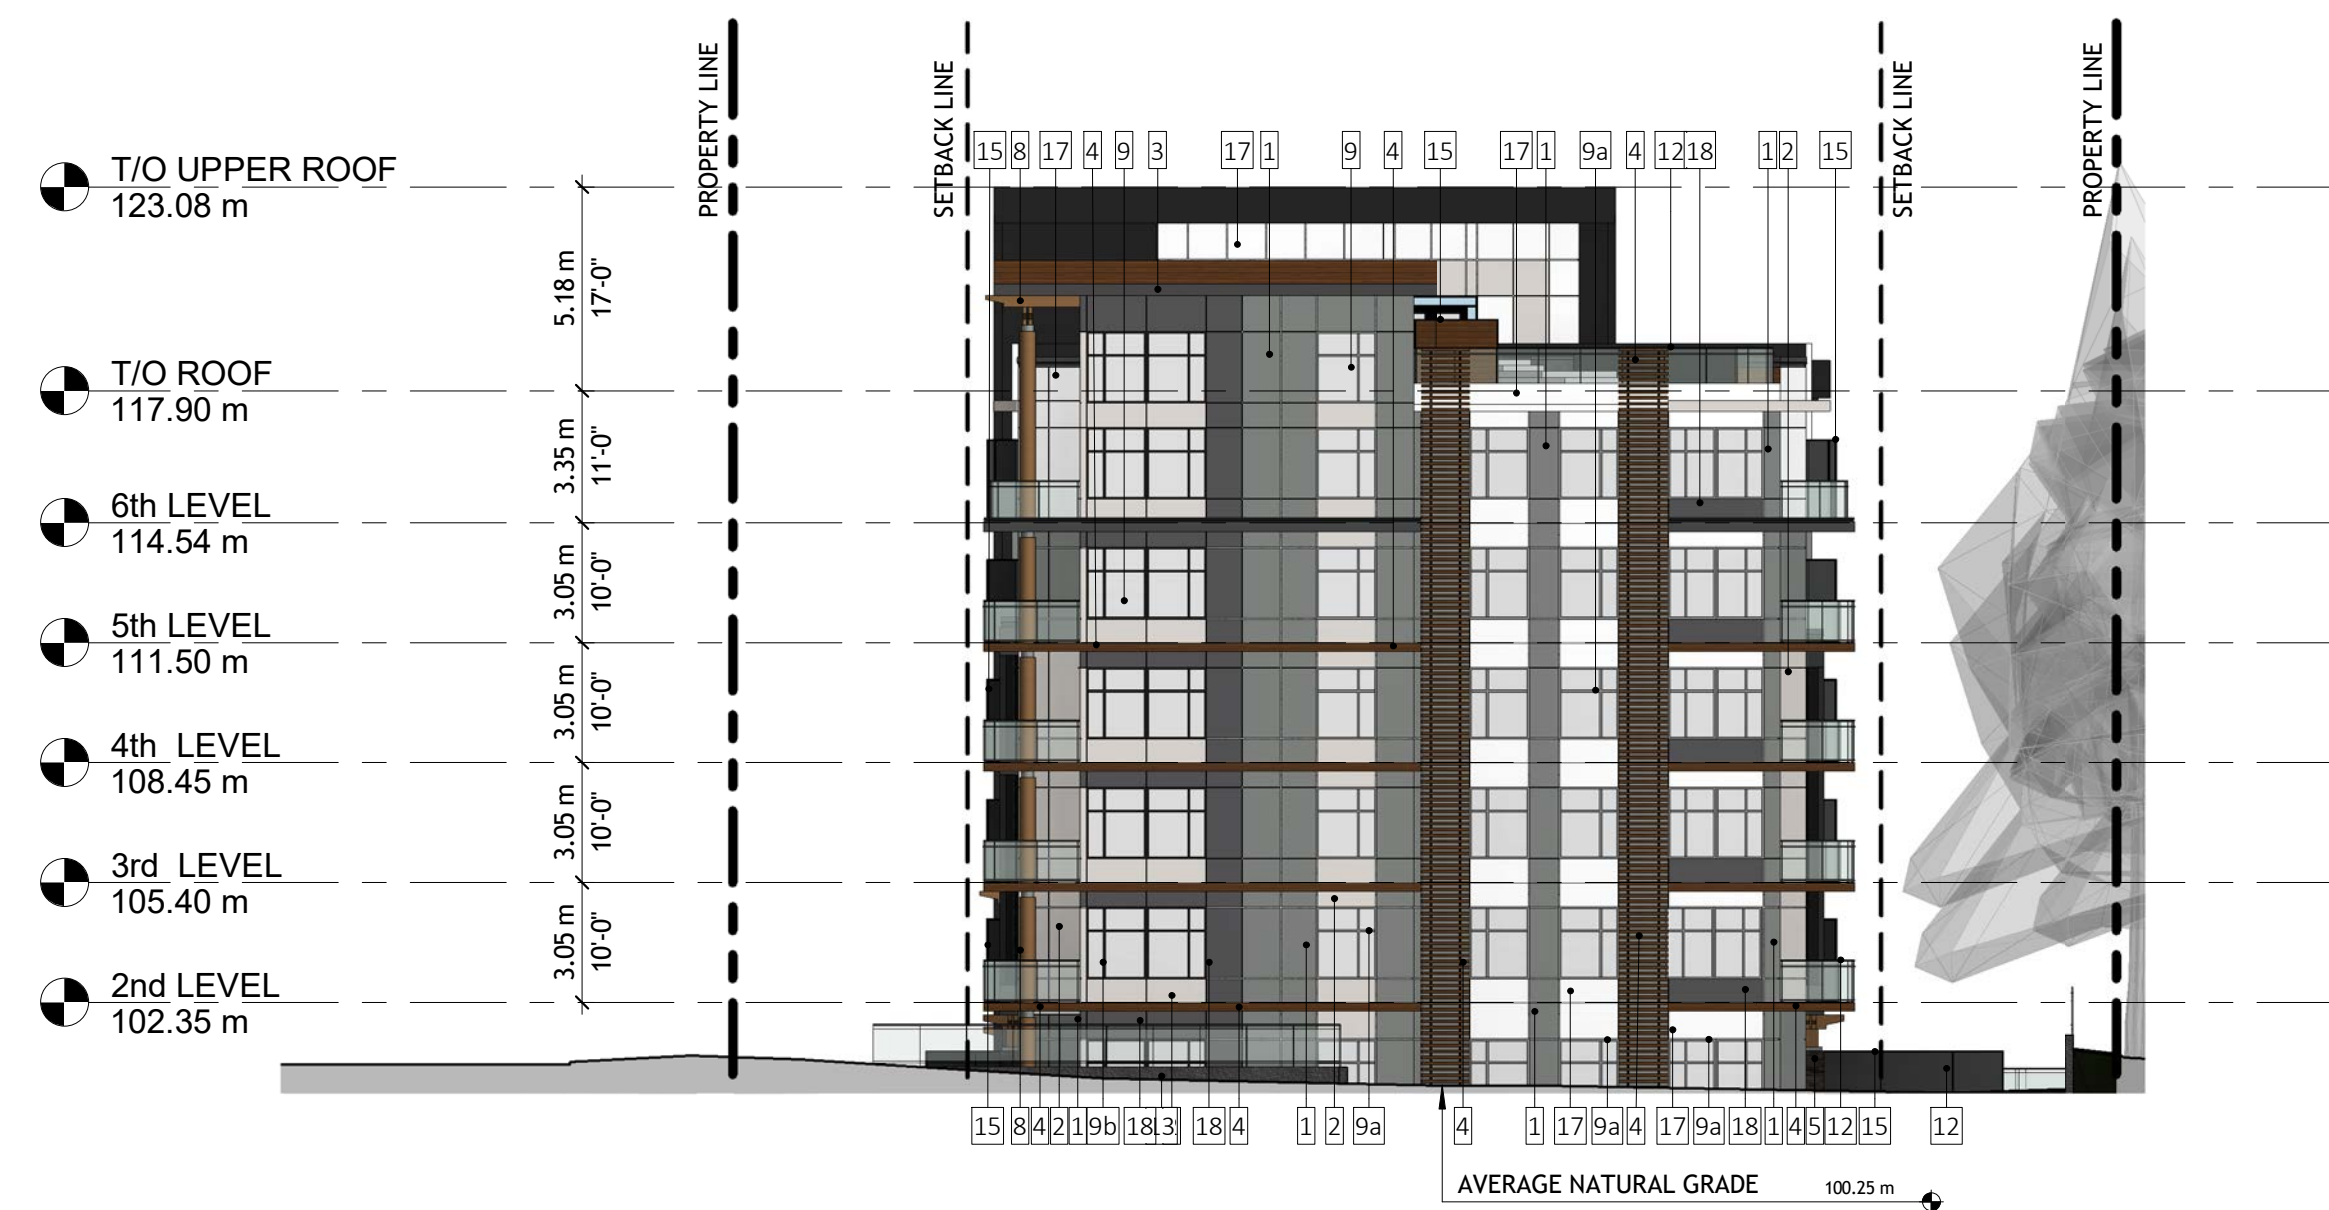 PROPERTY LINE
SETBACK LINE
SETBACK LINE
PROPERTY LINE
15 8 17 4 9 3 17 1 9 4 15 17 1 9a 4 12 18 1 2 15
T/O UPPER ROOF
123.08 m
5.18 m
17'-0"
T/O ROOF
117.90 m
3.35 m
11'-0"
6th LEVEL
114.54 m
3.05 m
10'-0"
5th LEVEL
111.50 m
3.05 m
10'-0"
4th LEVEL
108.45 m
3.05 m
10'-0"
3rd LEVEL
105.40 m
3.05 m
10'-0"
2nd LEVEL
102.35 m
15 8 4 2 1 9b 18 18 4 1 2 9a 4 1 17 9a 4 17 9a 18 1 4 5 12 15 12
AVERAGE NATURAL GRADE 100.25 m